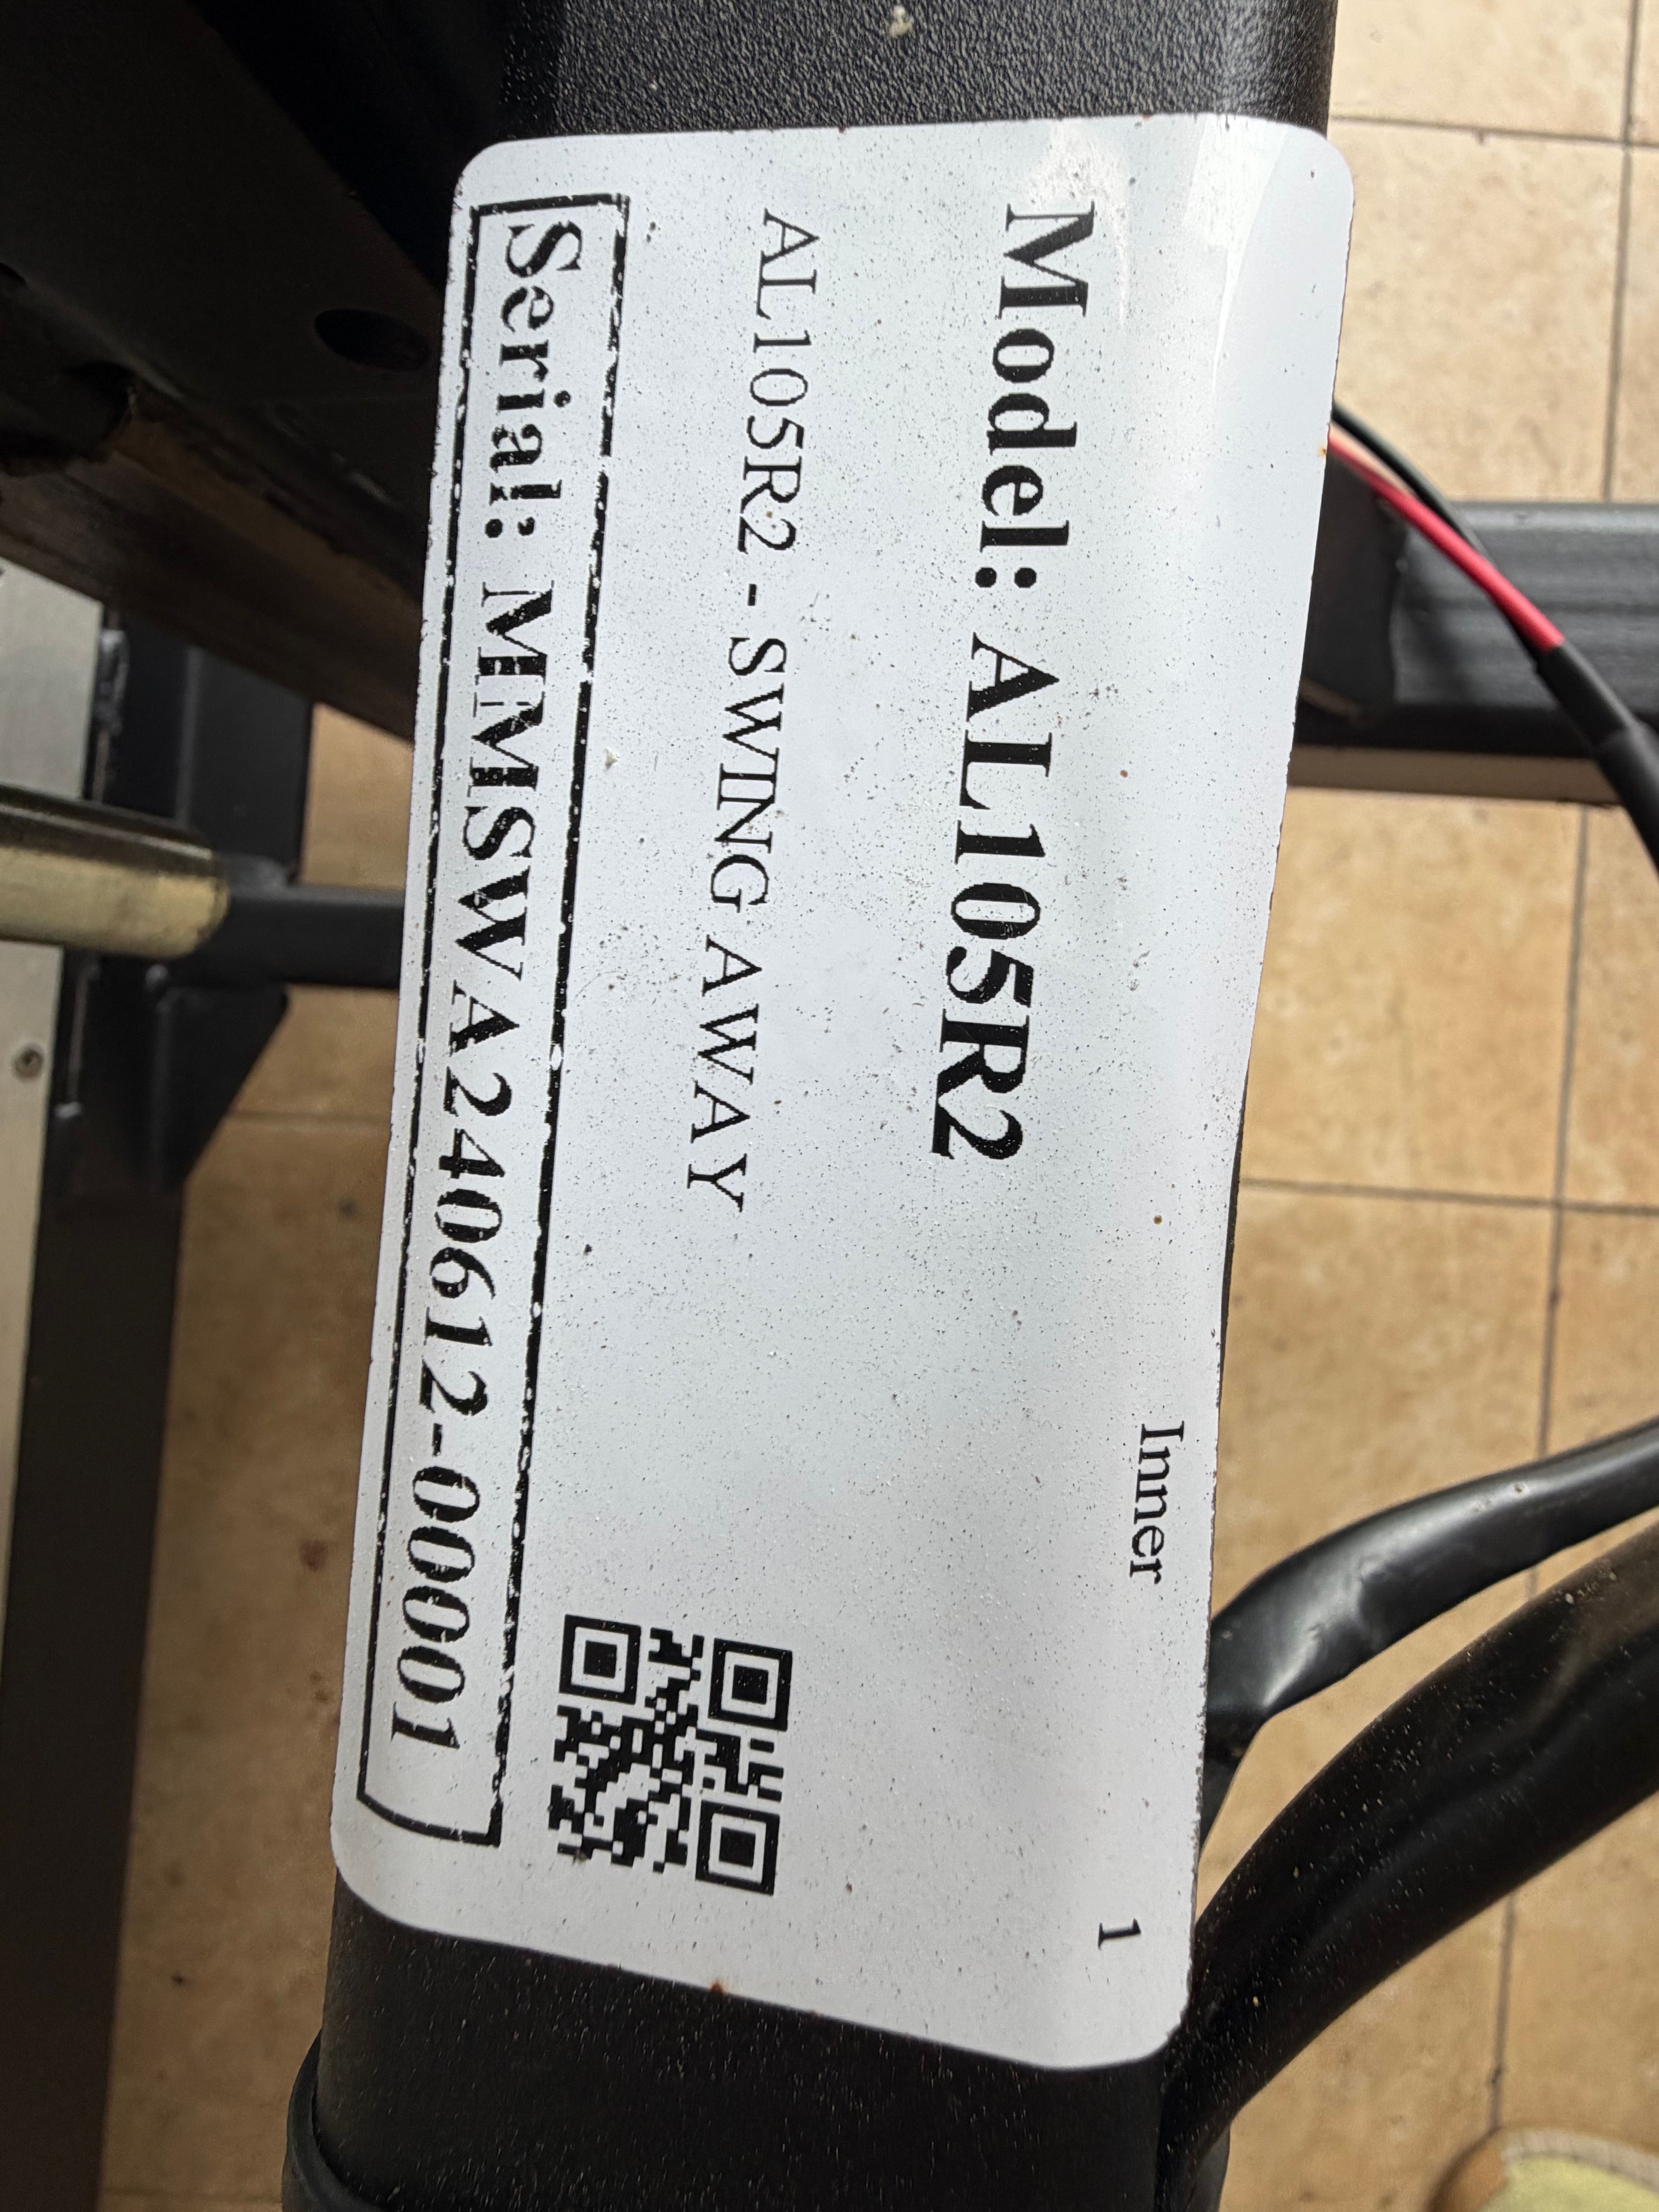 Inner 1
Model: AL105R2
AL105R2 - SWING AWAY
Serial: MMSWA240612-00001